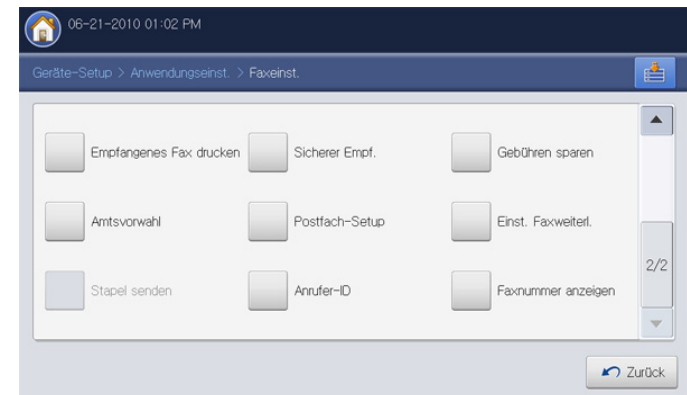 06-21-2010 01:02 PM
Geräte-Setup > Anwendungseinst. > Faxeinst.
Empfangenes Fax drucken Sicherer Empf. Gebühren sparen
Amtsvorwahl Postfach-Setup Einst. Faxweiterl.
2/2
Stapel senden Anrufer-ID Faxnummer anzeigen
Zurück